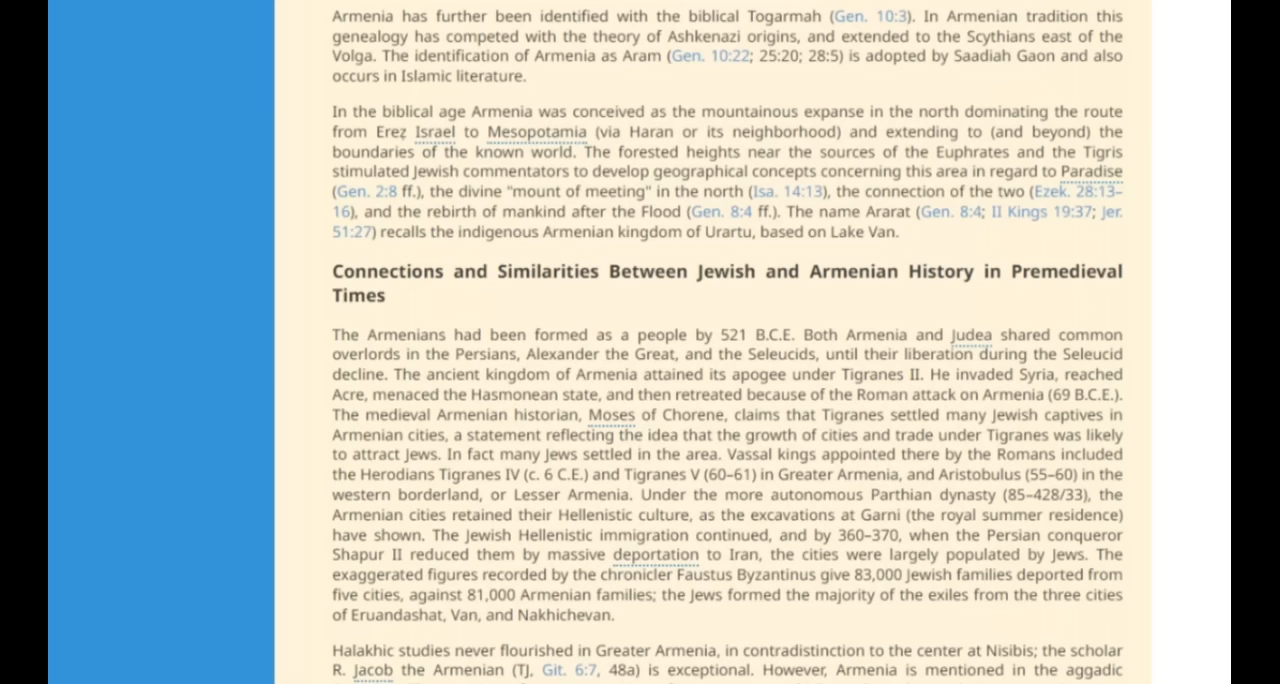 Armenia has further been identified with the biblical Togarmah (Gen. 10:3). In Armenian tradition this
genealogy has competed with the theory of Ashkenazi origins, and extended to the Scythians east of the
Volga. The identification of Armenia as Aram (Gen. 10:22; 25:20; 28:5) is adopted by Saadiah Gaon and also
occurs in Islamic literature.
In the biblical age Armenia was conceived as the mountainous expanse in the north dominating the route
from Ereẓ Israel to Mesopotamia (via Haran or its neighborhood) and extending to (and beyond) the
boundaries of the known world. The forested heights near the sources of the Euphrates and the Tigris
stimulated Jewish commentators to develop geographical concepts concerning this area in regard to Paradise
(Gen. 2:8 ff.), the divine "mount of meeting" in the north (Isa. 14:13), the connection of the two (Ezek. 28:13–
16), and the rebirth of mankind after the Flood (Gen. 8:4 ff.). The name Ararat (Gen. 8:4; II Kings 19:37; Jer.
51:27) recalls the indigenous Armenian kingdom of Urartu, based on Lake Van.
Connections and Similarities Between Jewish and Armenian History in Premedieval
Times
The Armenians had been formed as a people by 521 B.C.E. Both Armenia and Judea shared common
overlords in the Persians, Alexander the Great, and the Seleucids, until their liberation during the Seleucid
decline. The ancient kingdom of Armenia attained its apogee under Tigranes II. He invaded Syria, reached
Acre, menaced the Hasmonean state, and then retreated because of the Roman attack on Armenia (69 B.C.E.).
The medieval Armenian historian, Moses of Chorene, claims that Tigranes settled many Jewish captives in
Armenian cities, a statement reflecting the idea that the growth of cities and trade under Tigranes was likely
to attract Jews. In fact many Jews settled in the area. Vassal kings appointed there by the Romans included
the Herodians Tigranes IV (c. 6 C.E.) and Tigranes V (60–61) in Greater Armenia, and Aristobulus (55–60) in the
western borderland, or Lesser Armenia. Under the more autonomous Parthian dynasty (85–428/33), the
Armenian cities retained their Hellenistic culture, as the excavations at Garni (the royal summer residence)
have shown. The Jewish Hellenistic immigration continued, and by 360–370, when the Persian conqueror
Shapur II reduced them by massive deportation to Iran, the cities were largely populated by Jews. The
exaggerated figures recorded by the chronicler Faustus Byzantinus give 83,000 Jewish families deported from
five cities, against 81,000 Armenian families; the Jews formed the majority of the exiles from the three cities
of Eruandashat, Van, and Nakhichevan.
Halakhic studies never flourished in Greater Armenia, in contradistinction to the center at Nisibis; the scholar
R. Jacob the Armenian (TJ, Git. 6:7, 48a) is exceptional. However, Armenia is mentioned in the aggadic